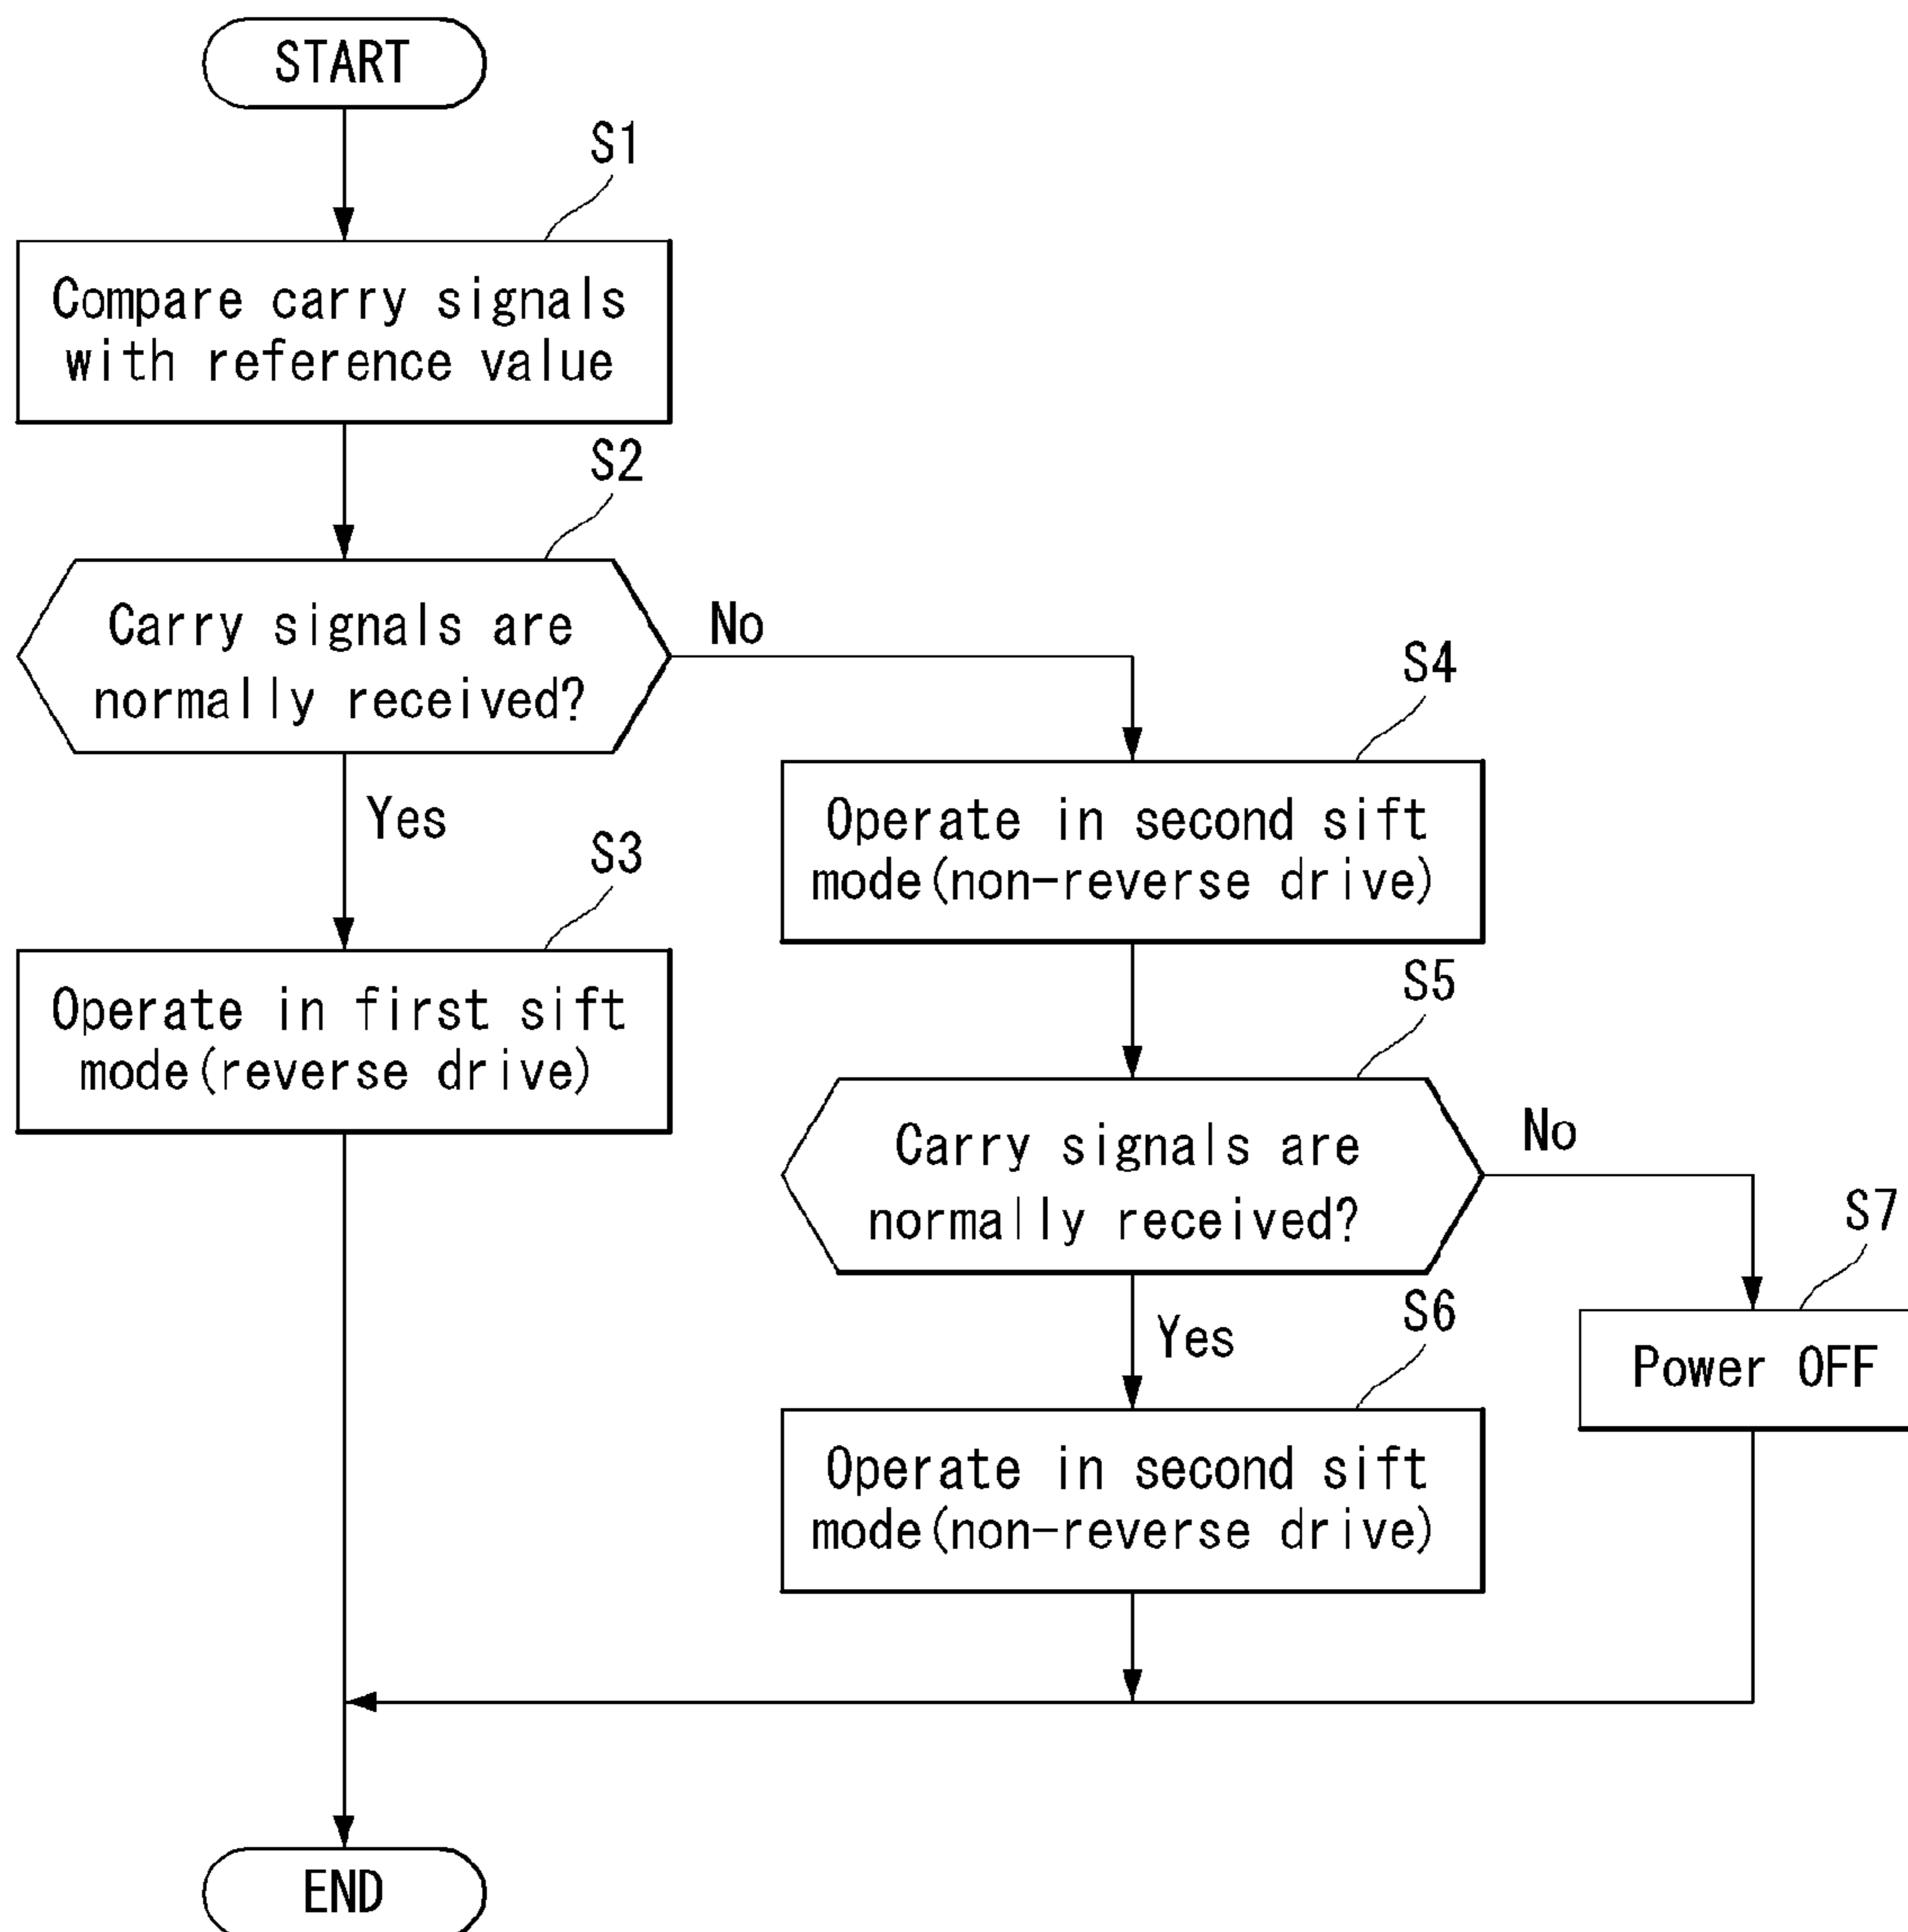 START
S1
Compare carry signals
with reference value
S2
Carry signals are
normally received?
No
Yes
S3
Operate in first sift
mode(reverse drive)
S4
Operate in second sift
mode(non-reverse drive)
S5
Carry signals are
normally received?
No
Yes
S6
Operate in second sift
mode(non-reverse drive)
S7
Power OFF
END